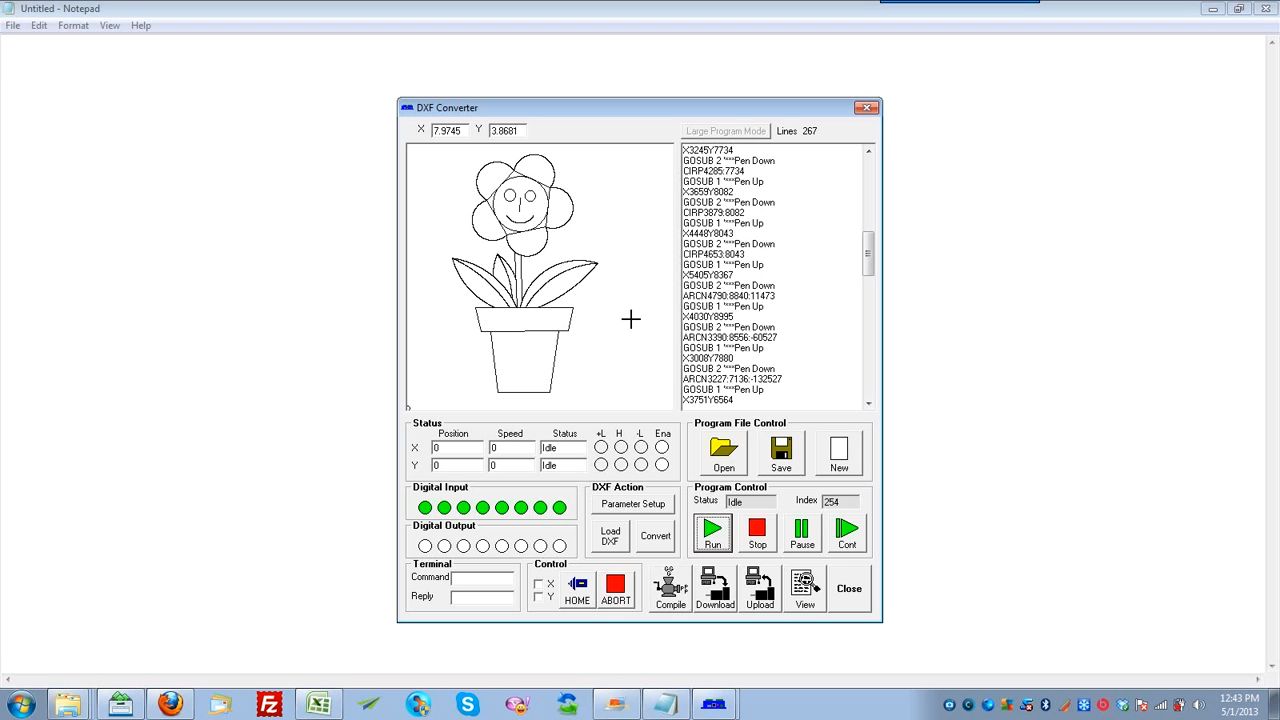 Untitled - Notepad
File Edit Format View Help
DXF Converter
X 7.9745 Y 3.8681
Large Program Mode Lines 267
X3245Y7734
GOSUB 2 '***Pen Down
CIRP4285:7734
GOSUB 1 '***Pen Up
X3659Y8082
GOSUB 2 '***Pen Down
CIRP3879:8082
GOSUB 1 '***Pen Up
X4448Y8043
GOSUB 2 '***Pen Down
CIRP4653:8043
GOSUB 1 '***Pen Up
X5405Y8367
GOSUB 2 '***Pen Down
ARCN4790:8840:11473
GOSUB 1 '***Pen Up
X4030Y8995
GOSUB 2 '***Pen Down
ARCN3390:8556:-60527
GOSUB 1 '***Pen Up
X3008Y7880
GOSUB 2 '***Pen Down
ARCN3227:7136:-132527
GOSUB 1 '***Pen Up
X3751Y6564
Status
Position Speed Status +L H -L Ena
X 0 0 Idle
Y 0 0 Idle
Program File Control
Open Save New
Digital Input
Digital Output
DXF Action
Parameter Setup
Load DXF
Convert
Program Control
Status Idle Index 254
Run Stop Pause Cont
Terminal
Command
Reply
Control
X
Y
HOME ABORT
Compile Download Upload View Close
12:43 PM
5/1/2013